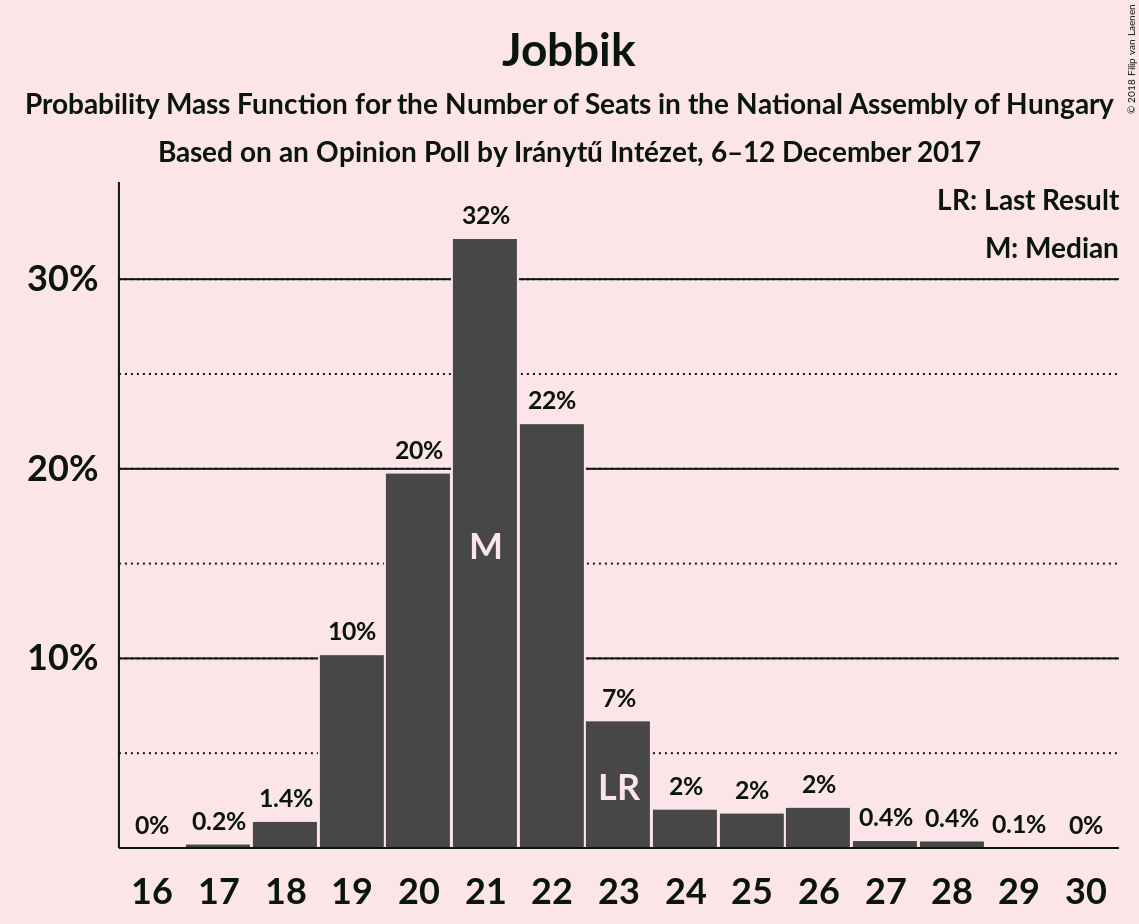 Jobbik
Probability Mass Function for the Number of Seats in the National Assembly of Hungary
Based on an Opinion Poll by Iránytű Intézet, 6–12 December 2017
© 2018 Filip van Laenen
LR: Last Result
M: Median
30%
20%
10%
0%
0.2%
1.4%
10%
20%
32%
22%
7%
2%
2%
2%
0.4%
0.4%
0.1%
0%
M
LR
16 17 18 19 20 21 22 23 24 25 26 27 28 29 30